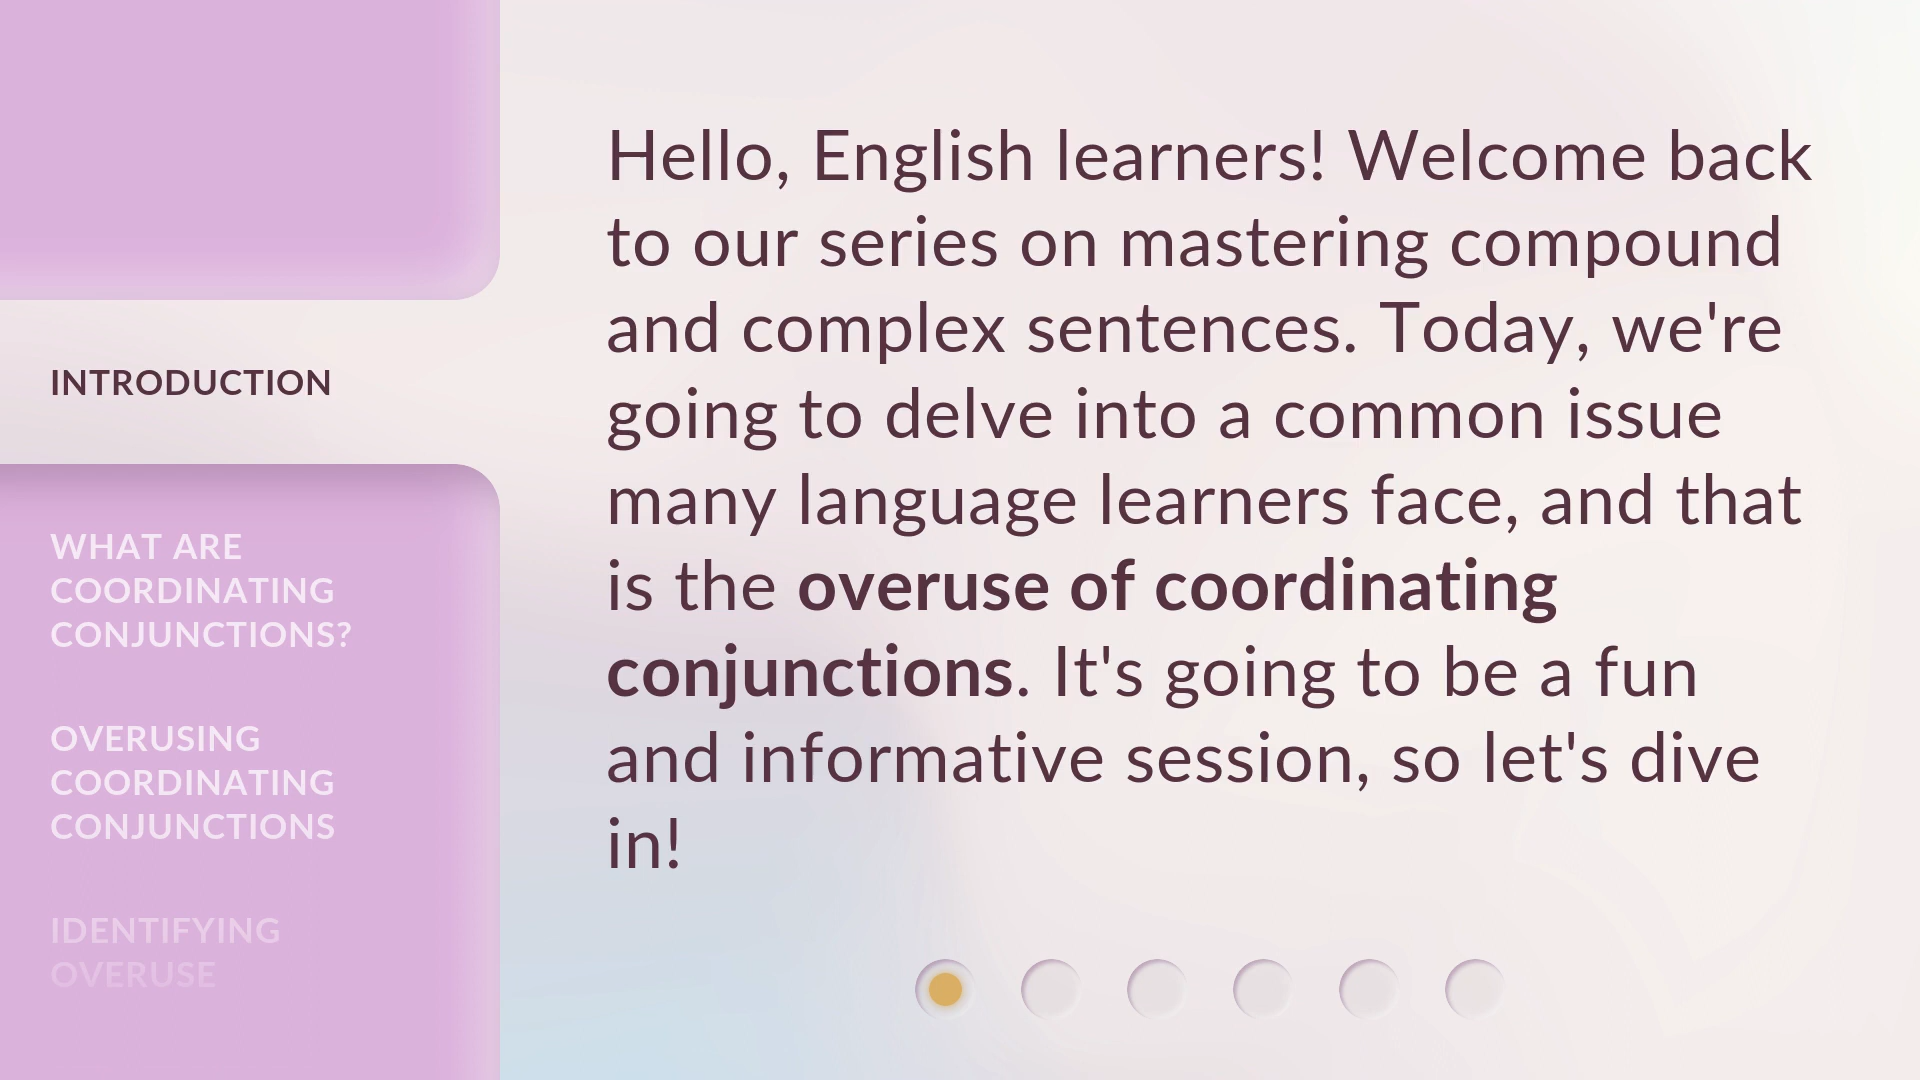 INTRODUCTION
WHAT ARE
COORDINATING
CONJUNCTIONS?
OVERUSING
COORDINATING
CONJUNCTIONS
IDENTIFYING
OVERUSE
Hello, English learners! Welcome back
to our series on mastering compound
and complex sentences. Today, we're
going to delve into a common issue
many language learners face, and that
is the overuse of coordinating
conjunctions. It's going to be a fun
and informative session, so let's dive
in!